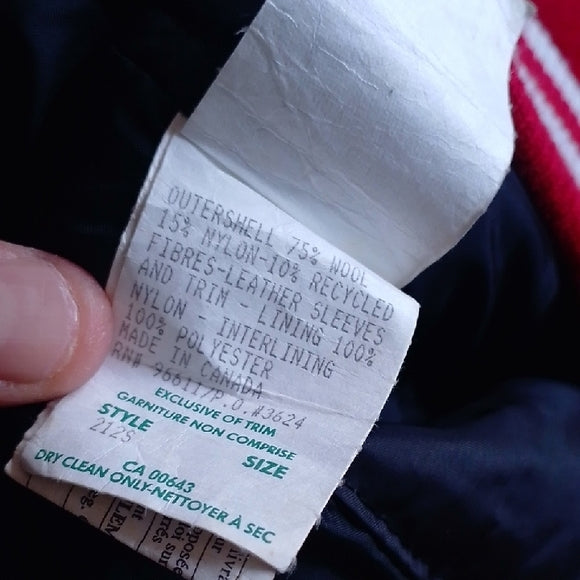 OUTERSHELL 75% WOOL
15% NYLON-10% RECYCLED
FIBRES-LEATHER SLEEVES
AND TRIM - LINING 100%
NYLON - INTERLINING
100% POLYESTER
MADE IN CANADA
RN# 96611/P.O.#3624
EXCLUSIVE OF TRIM
GARNITURE NON COMPRISE
STYLE SIZE
212S
CA 00643
DRY CLEAN ONLY-NETTOYER À SEC